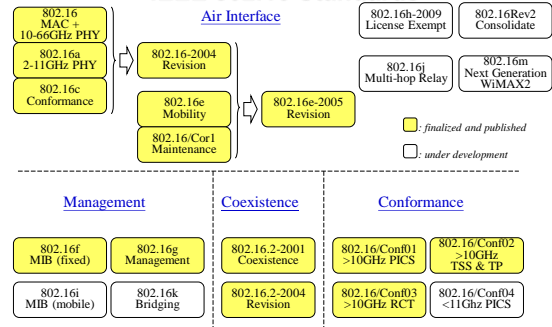 Air Interface
802.16
MAC +
10-66GHz PHY
802.16a
2-11GHz PHY
802.16c
Conformance
802.16-2004
Revision
802.16e
Mobility
802.16/Cor1
Maintenance
802.16e-2005
Revision
802.16h-2009
License Exempt
802.16Rev2
Consolidate
802.16j
Multi-hop Relay
802.16m
Next Generation
WiMAX2
: finalized and published
: under development
Management
802.16f
MIB (fixed)
802.16g
Management
802.16i
MIB (mobile)
802.16k
Bridging
Coexistence
802.16.2-2001
Coexistence
802.16.2-2004
Revision
Conformance
802.16/Conf01
>10GHz PICS
802.16/Conf02
>10GHz
TSS & TP
802.16/Conf03
>10GHz RCT
802.16/Conf04
<11Ghz PICS